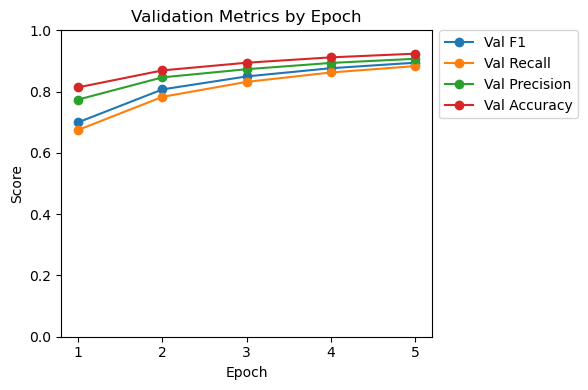 Validation Metrics by Epoch
1.0
0.8
0.6
0.4
0.2
0.0
Score
1 2 3 4 5
Epoch
Val F1
Val Recall
Val Precision
Val Accuracy